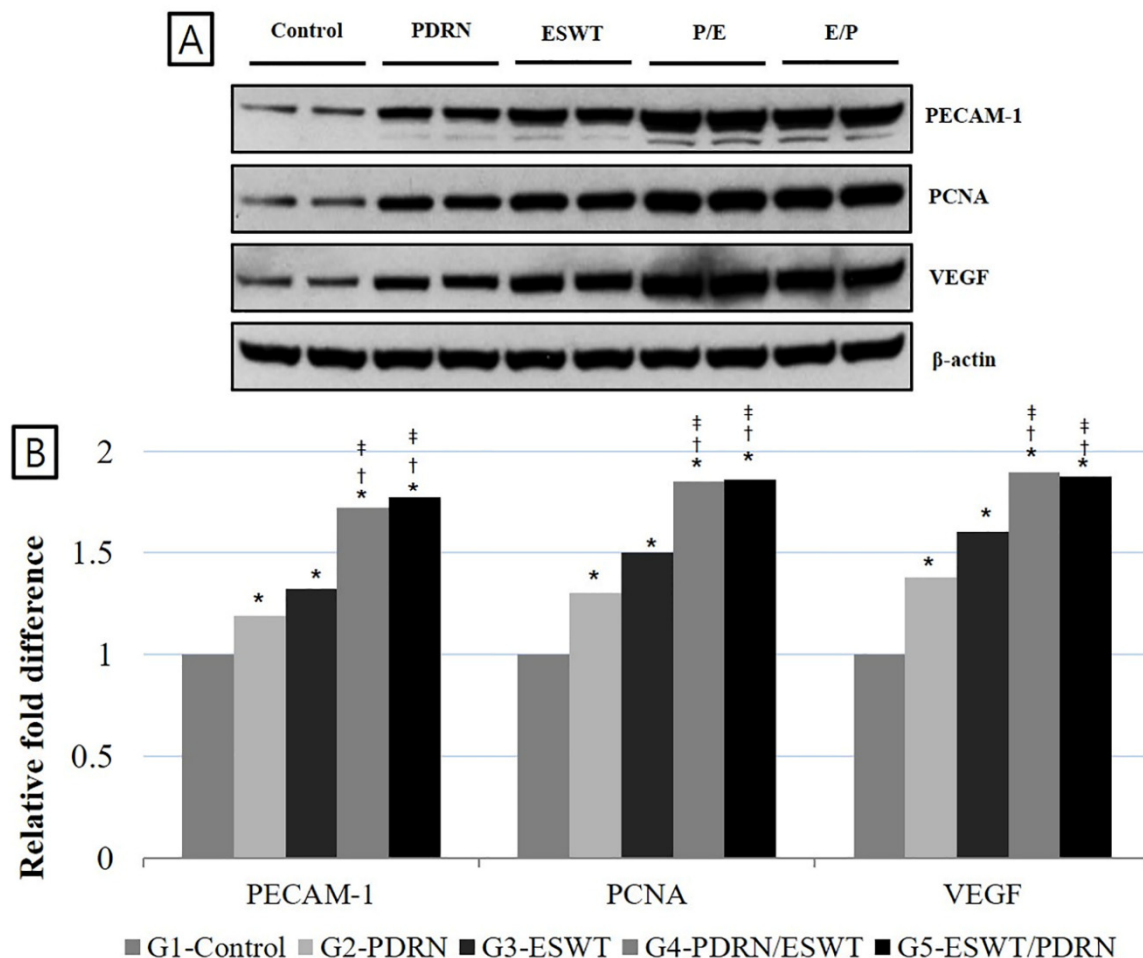 A
Control PDRN ESWT P/E E/P
PECAM-1
PCNA
VEGF
β-actin
B
Relative fold difference
2
1.5
1
0.5
0
* * ‡ † * ‡ † *
* * ‡ † * ‡ † *
* * ‡ † * ‡ † *
PECAM-1 PCNA VEGF
G1-Control G2-PDRN G3-ESWT G4-PDRN/ESWT G5-ESWT/PDRN